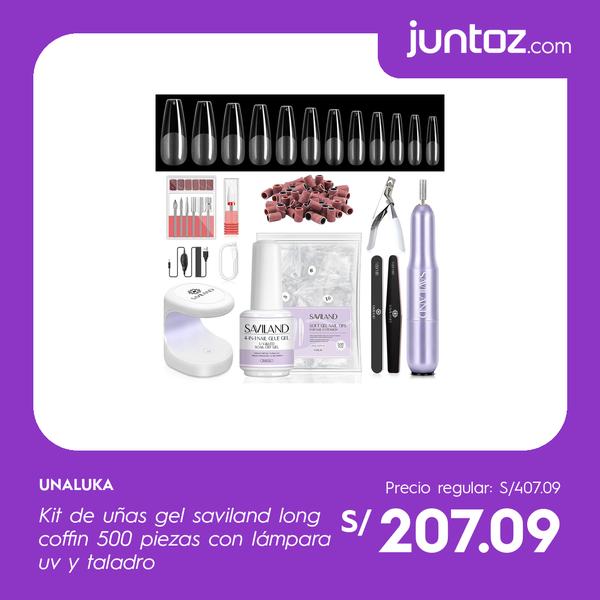 juntoz.com
SAVILAND
SAVILAND
4-IN-1 NAIL GLUE GEL
SAVILAND
SOFT GEL NAIL TIPS
SAVILAND
UNALUKA
Kit de uñas gel saviland long
coffin 500 piezas con lámpara
uv y taladro
Precio regular: S/407.09
S/ 207.09